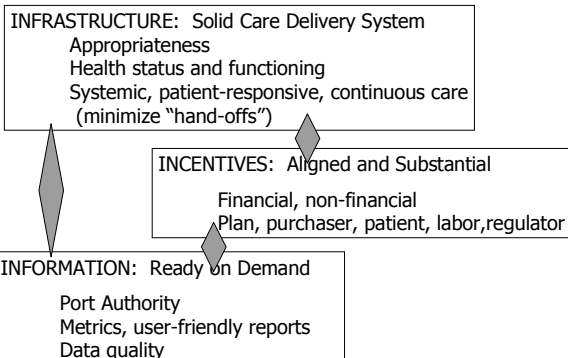 INFRASTRUCTURE: Solid Care Delivery System
Appropriateness
Health status and functioning
Systemic, patient-responsive, continuous care
(minimize “hand-offs”)
INCENTIVES: Aligned and Substantial
Financial, non-financial
Plan, purchaser, patient, labor,regulator
INFORMATION: Ready on Demand
Port Authority
Metrics, user-friendly reports
Data quality